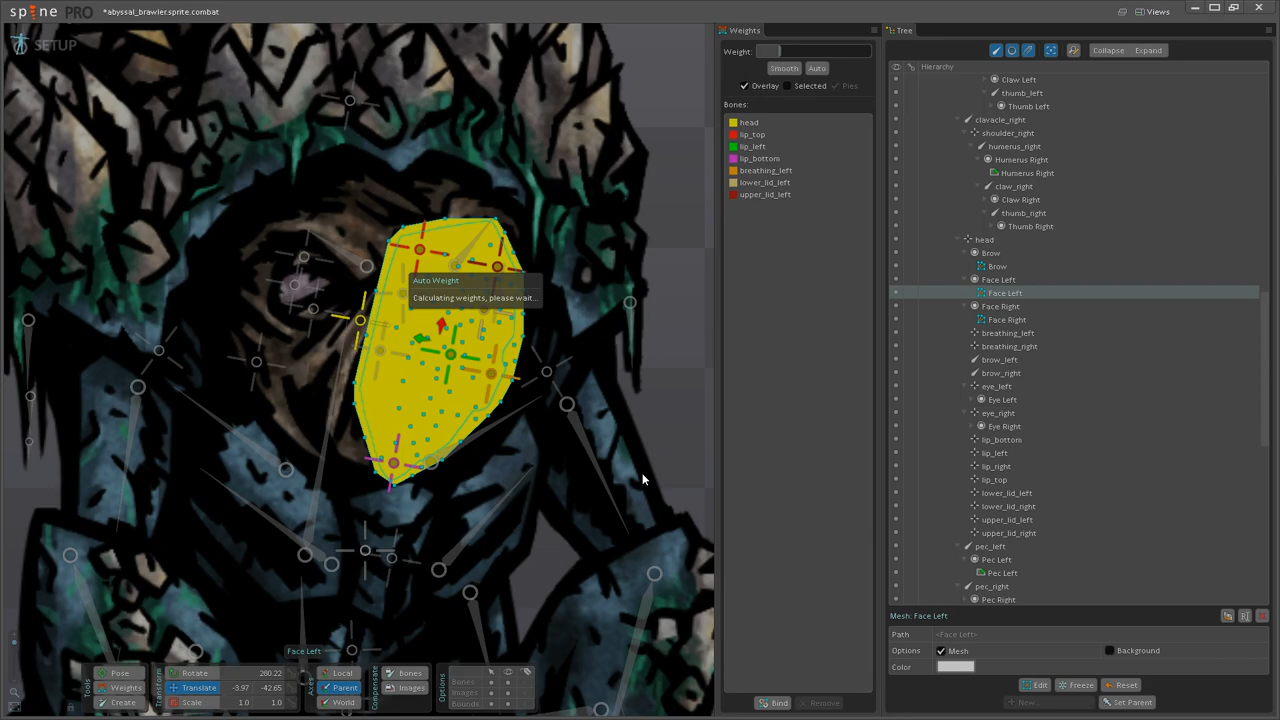 spine PRO *abyssal_brawler.sprite.combat
Views
SETUP
Weights
Weight:
Smooth Auto
Overlay Selected Pies
Bones:
head
lip_top
lip_left
lip_bottom
breathing_left
lower_lid_left
upper_lid_left
Bind Remove
Auto Weight
Calculating weights, please wait...
Face Left
Tools
Pose
Weights
Create
Transform
Rotate 280.22
Translate -3.97 -42.65
Scale 1.0 1.0
Axes
Local
Parent
World
Compensate
Bones
Images
Options
Bones
Images
Bounds
Tree
Collapse Expand
Hierarchy
Claw Left
thumb_left
Thumb Left
clavacle_right
shoulder_right
humerus_right
Humerus Right
Humerus Right
claw_right
Claw Right
thumb_right
Thumb Right
head
Brow
Brow
Face Left
Face Left
Face Right
Face Right
breathing_left
breathing_right
brow_left
brow_right
eye_left
Eye Left
eye_right
Eye Right
lip_bottom
lip_left
lip_right
lip_top
lower_lid_left
lower_lid_right
upper_lid_left
upper_lid_right
pec_left
Pec Left
Pec Left
pec_right
Pec Right
Mesh: Face Left
Path <Face Left>
Options Mesh Background
Color
Edit Freeze Reset
New... Set Parent